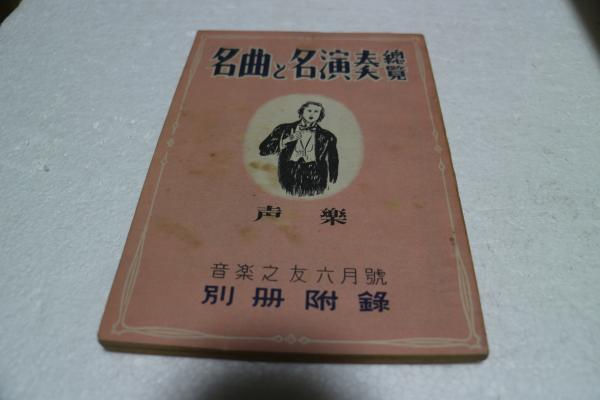 名曲と名演奏總覽
声樂
音楽之友六月號
別册附錄